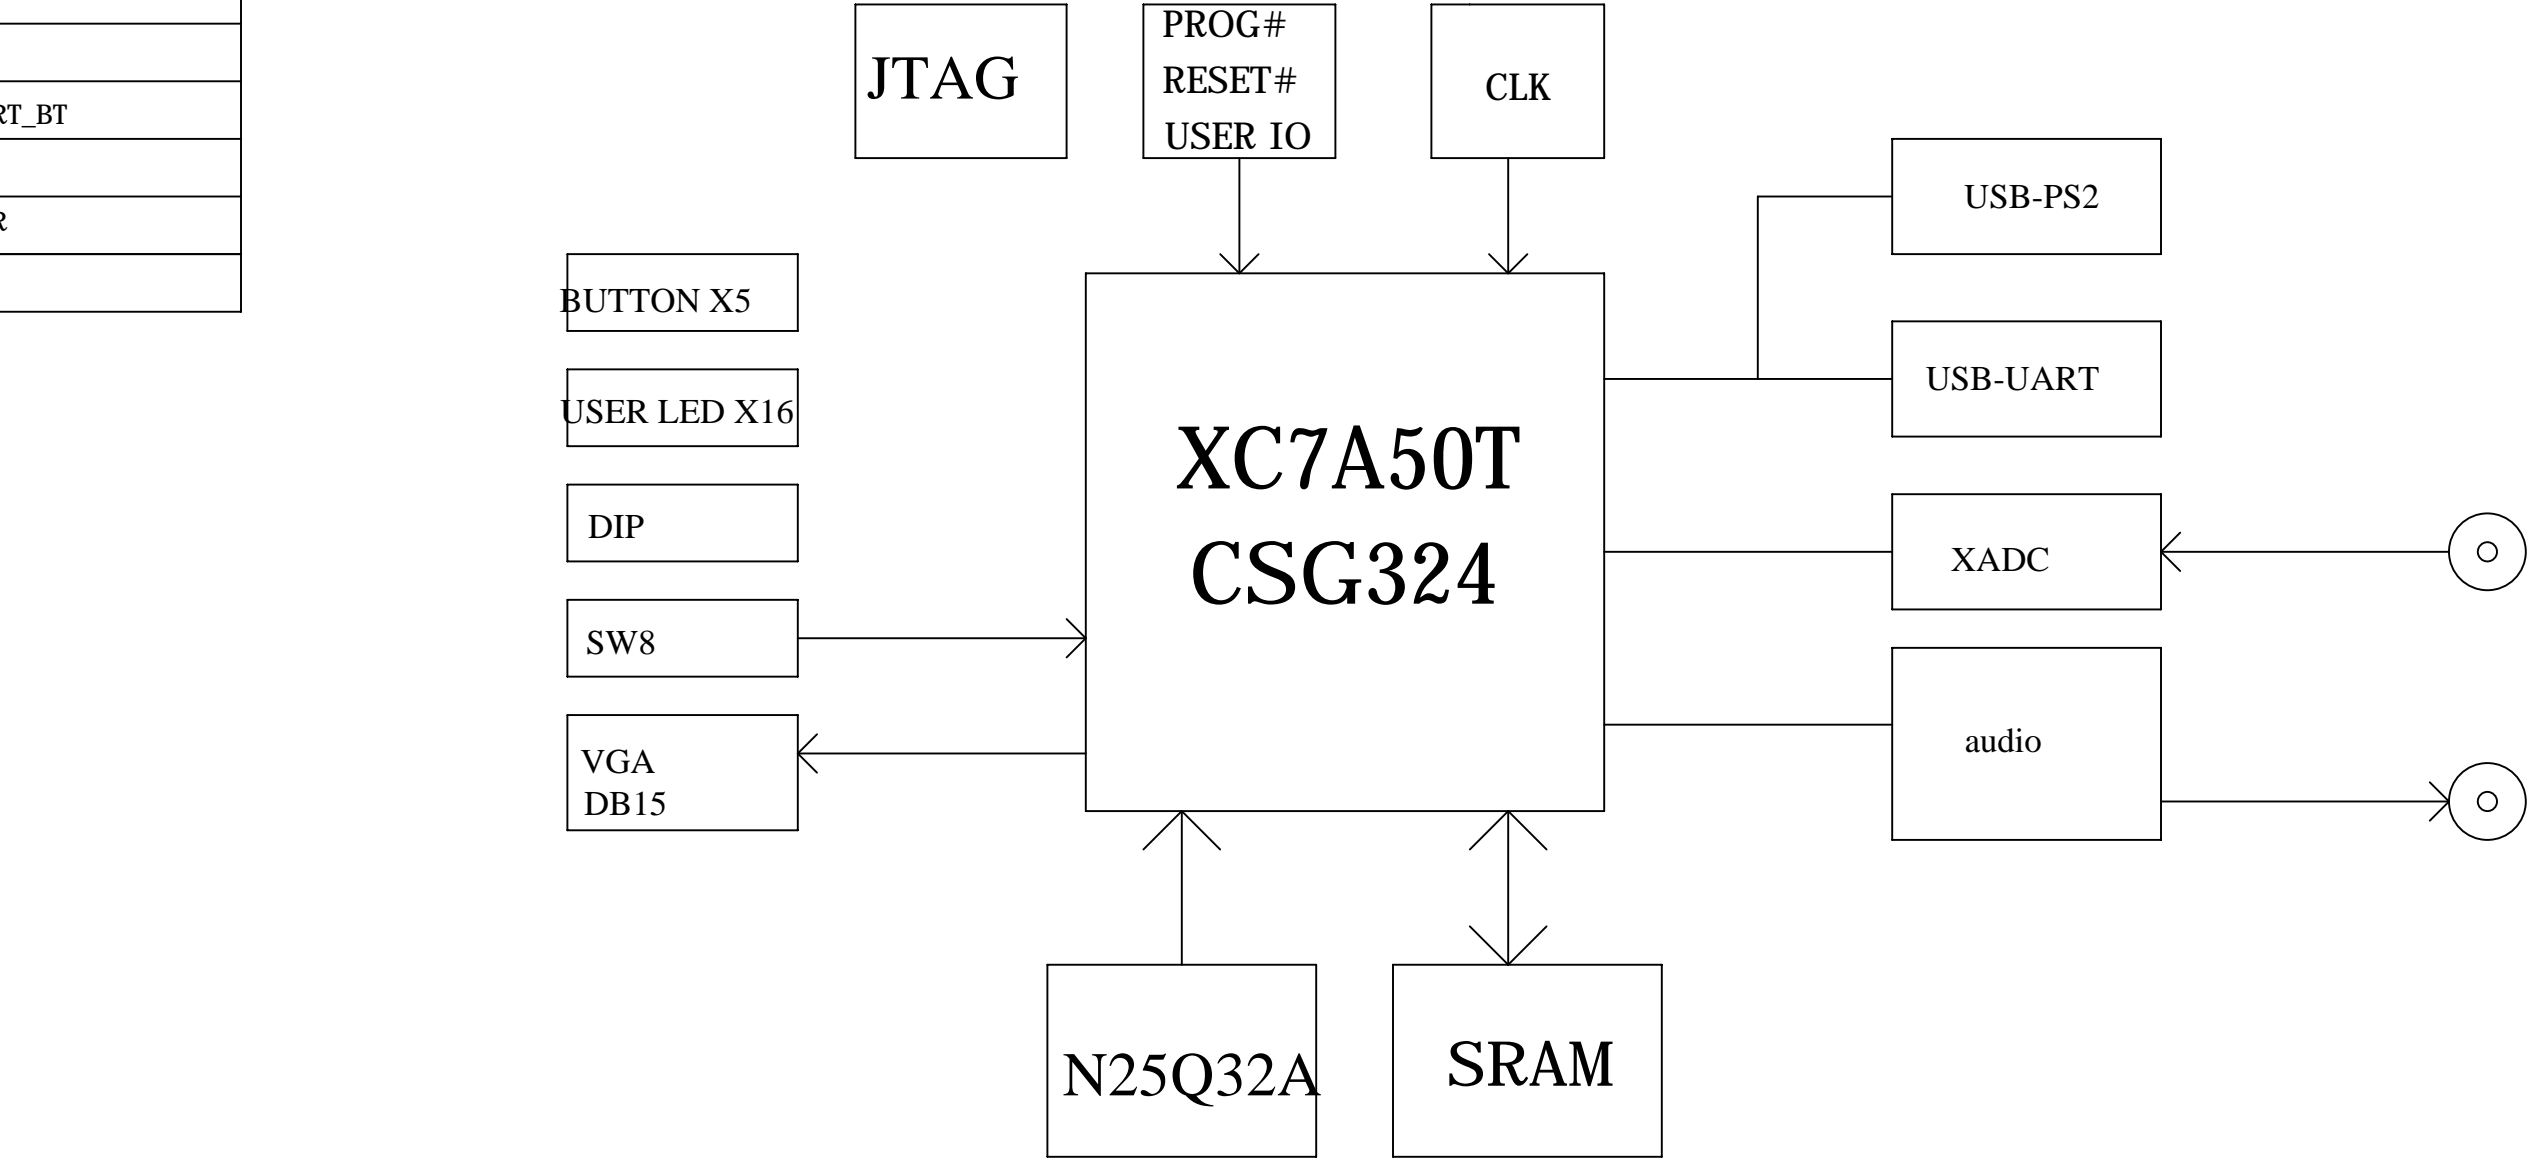 RT_BT
R
JTAG
PROG#
RESET#
USER IO
CLK
USB-PS2
BUTTON X5
USB-UART
USER LED X16
XC7A50T
CSG324
DIP
XADC
SW8
audio
VGA
DB15
N25Q32A
SRAM